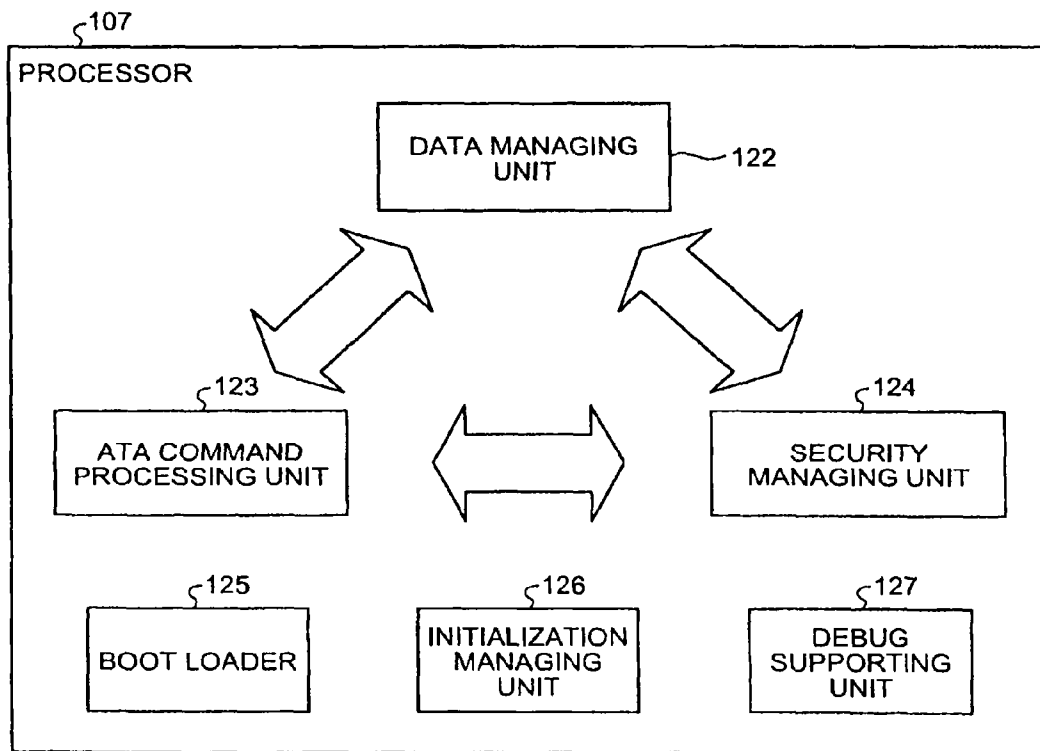 107
PROCESSOR
DATA MANAGING
UNIT
122
123
ATA COMMAND
PROCESSING UNIT
124
SECURITY
MANAGING UNIT
125
BOOT LOADER
126
INITIALIZATION
MANAGING
UNIT
127
DEBUG
SUPPORTING
UNIT